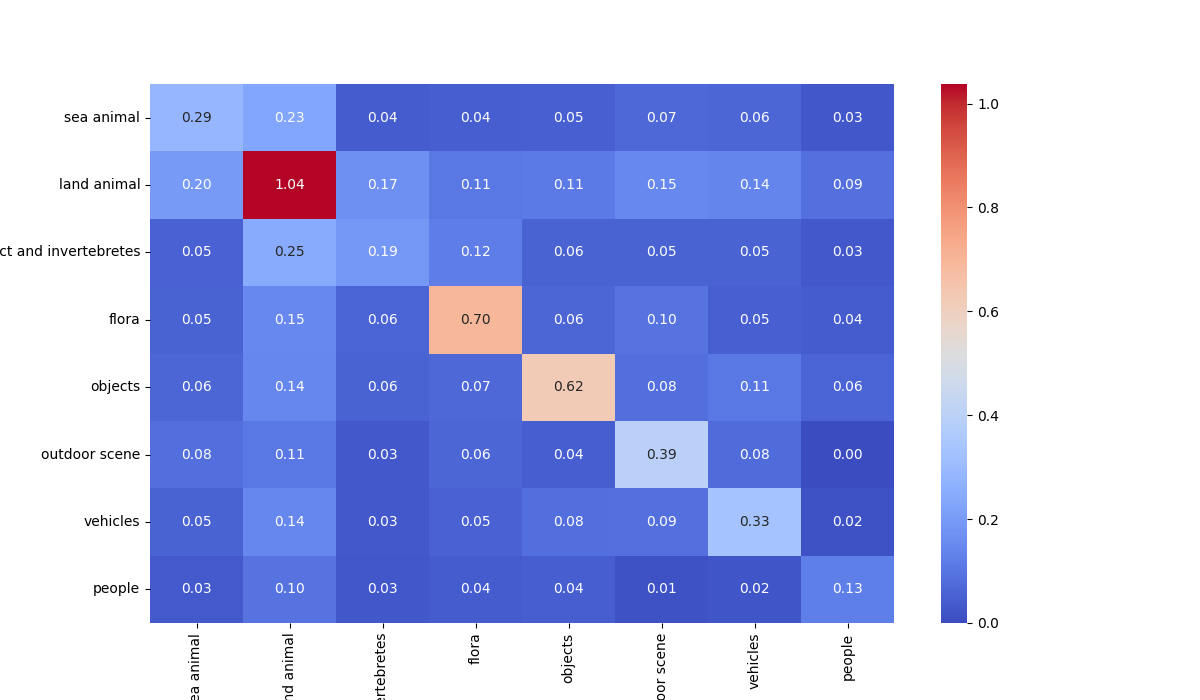 sea animal 0.29 0.23 0.04 0.04 0.05 0.07 0.06 0.03
land animal 0.20 1.04 0.17 0.11 0.11 0.15 0.14 0.09
ct and invertebretes 0.05 0.25 0.19 0.12 0.06 0.05 0.05 0.03
flora 0.05 0.15 0.06 0.70 0.06 0.10 0.05 0.04
objects 0.06 0.14 0.06 0.07 0.62 0.08 0.11 0.06
outdoor scene 0.08 0.11 0.03 0.06 0.04 0.39 0.08 0.00
vehicles 0.05 0.14 0.03 0.05 0.08 0.09 0.33 0.02
people 0.03 0.10 0.03 0.04 0.04 0.01 0.02 0.13
ea animal
nd animal
ertebretes
flora
objects
oor scene
vehicles
people
1.0
0.8
0.6
0.4
0.2
0.0